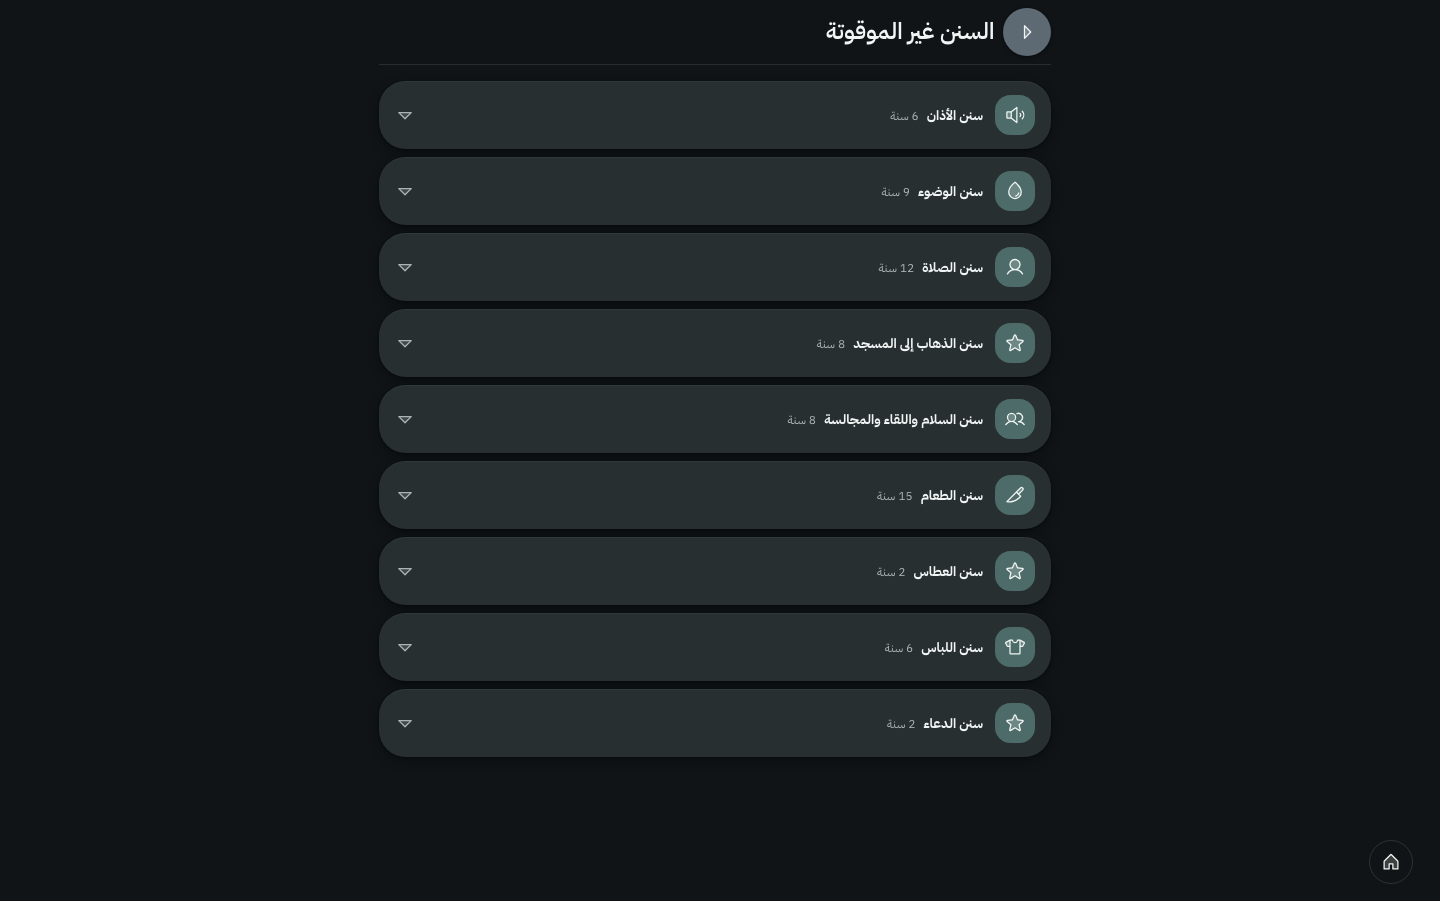 السنن غير الموقوتة
سنن الأذان 6 سنة
سنن الوضوء 9 سنة
سنن الصلاة 12 سنة
سنن الذهاب إلى المسجد 8 سنة
سنن السلام واللقاء والمجالسة 8 سنة
سنن الطعام 15 سنة
سنن العطاس 2 سنة
سنن اللباس 6 سنة
سنن الدعاء 2 سنة